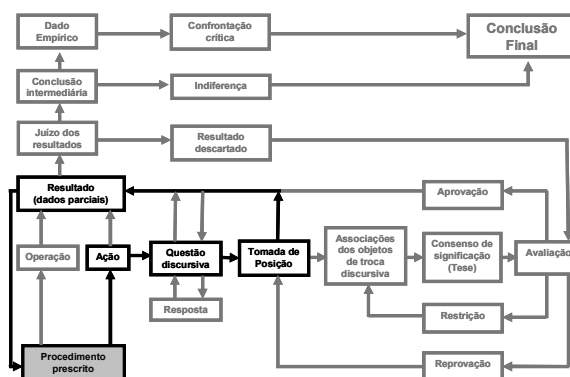 Dado
Empírico
Confrontação
crítica
Conclusão
Final
Conclusão
intermediária
Indiferença
Juízo dos
resultados
Resultado
descartado
Resultado
(dados parciais)
Aprovação
Operação
Ação
Questão
discursiva
Tomada de
Posição
Associações
dos objetos
de troca
discursiva
Consenso de
significação
(Tese)
Avaliação
Resposta
Restrição
Procedimento
prescrito
Reprovação